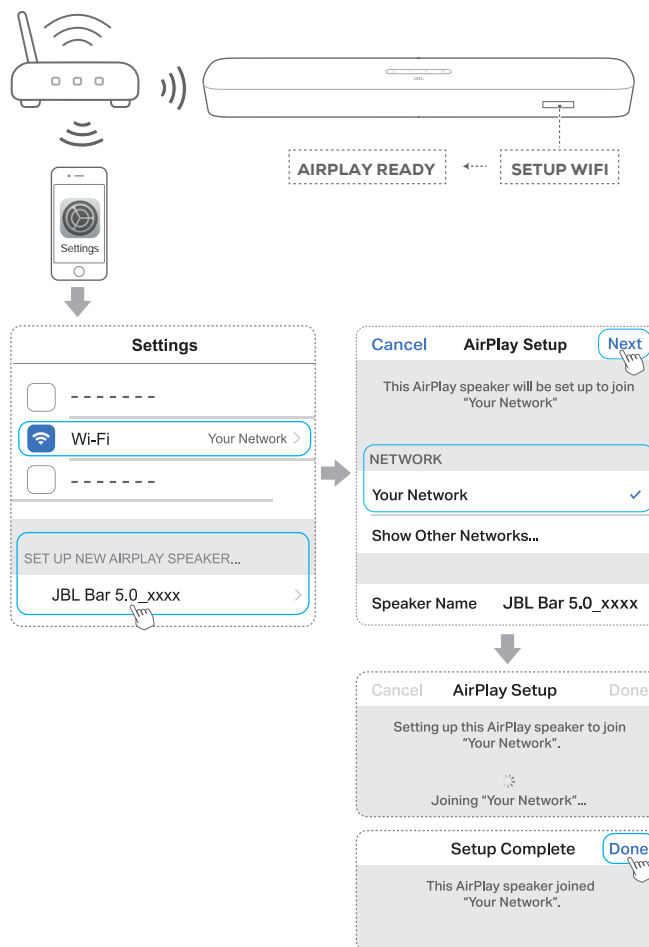 JBL
AIRPLAY READY
SETUP WIFI
Settings
Settings
- - - - - - -
Wi-Fi Your Network >
- - - - - - -
SET UP NEW AIRPLAY SPEAKER...
JBL Bar 5.0_xxxx >
Cancel AirPlay Setup Next
This AirPlay speaker will be set up to join
“Your Network”
NETWORK
Your Network ✓
Show Other Networks...
Speaker Name JBL Bar 5.0_xxxx
Cancel AirPlay Setup Done
Setting up this AirPlay speaker to join
“Your Network”.
Joining “Your Network”...
Setup Complete Done
This AirPlay speaker joined
“Your Network”.